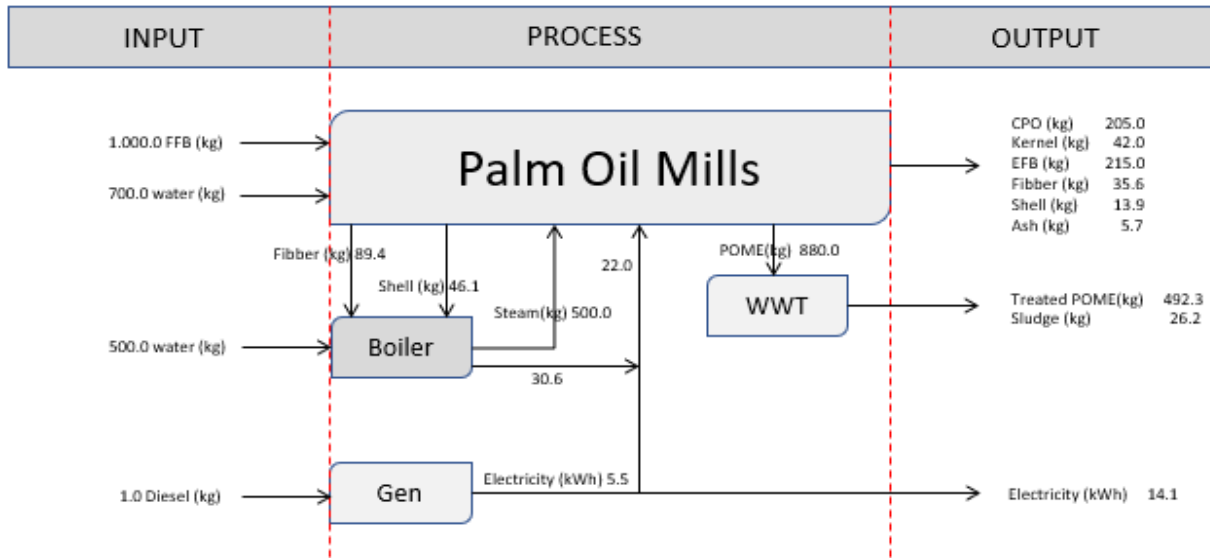 INPUT PROCESS OUTPUT
1.000.0 FFB (kg)
700.0 water (kg)
Palm Oil Mills
CPO (kg) 205.0
Kernel (kg) 42.0
EFB (kg) 215.0
Fibber (kg) 35.6
Shell (kg) 13.9
Ash (kg) 5.7
Fibber (kg) 89.4
Shell (kg) 46.1
Steam(kg) 500.0
22.0
POME(kg) 880.0
WWT
Treated POME(kg) 492.3
Sludge (kg) 26.2
500.0 water (kg)
Boiler
30.6
1.0 Diesel (kg)
Gen
Electricity (kWh) 5.5
Electricity (kWh) 14.1